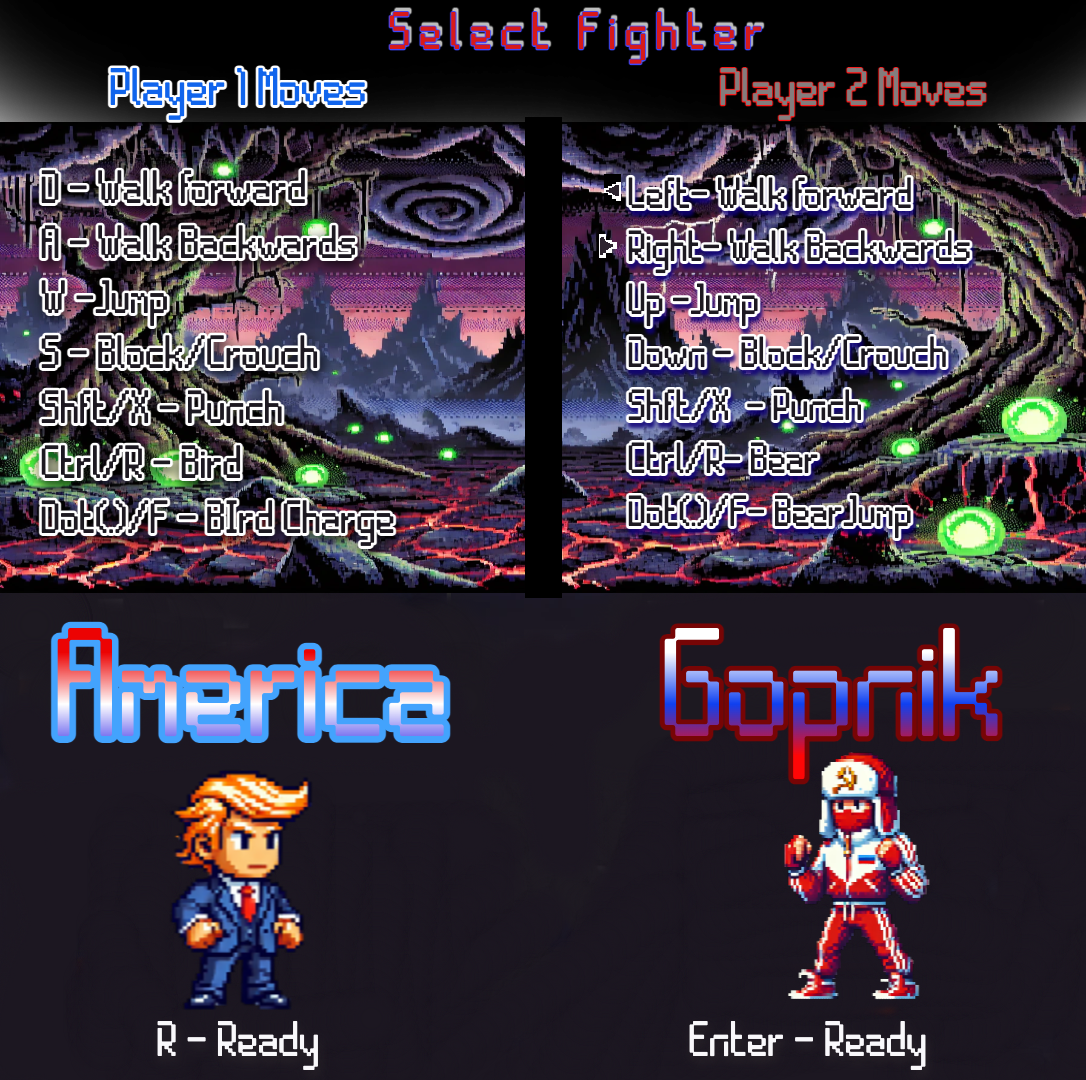 Select Fighter
Player 1 Moves
D - Walk forward
A - Walk Backwards
W -Jump
S - Block/Crouch
Shft/X - Punch
Ctrl/R - Bird
Dot(.)/F - BIrd Charge
Player 2 Moves
Left- Walk forward
Right- Walk Backwards
Up -Jump
Down - Block/Crouch
Shft/X - Punch
Ctrl/R- Bear
Dot(.)/F- BearJump
America
R - Ready
Gopnik
Enter - Ready